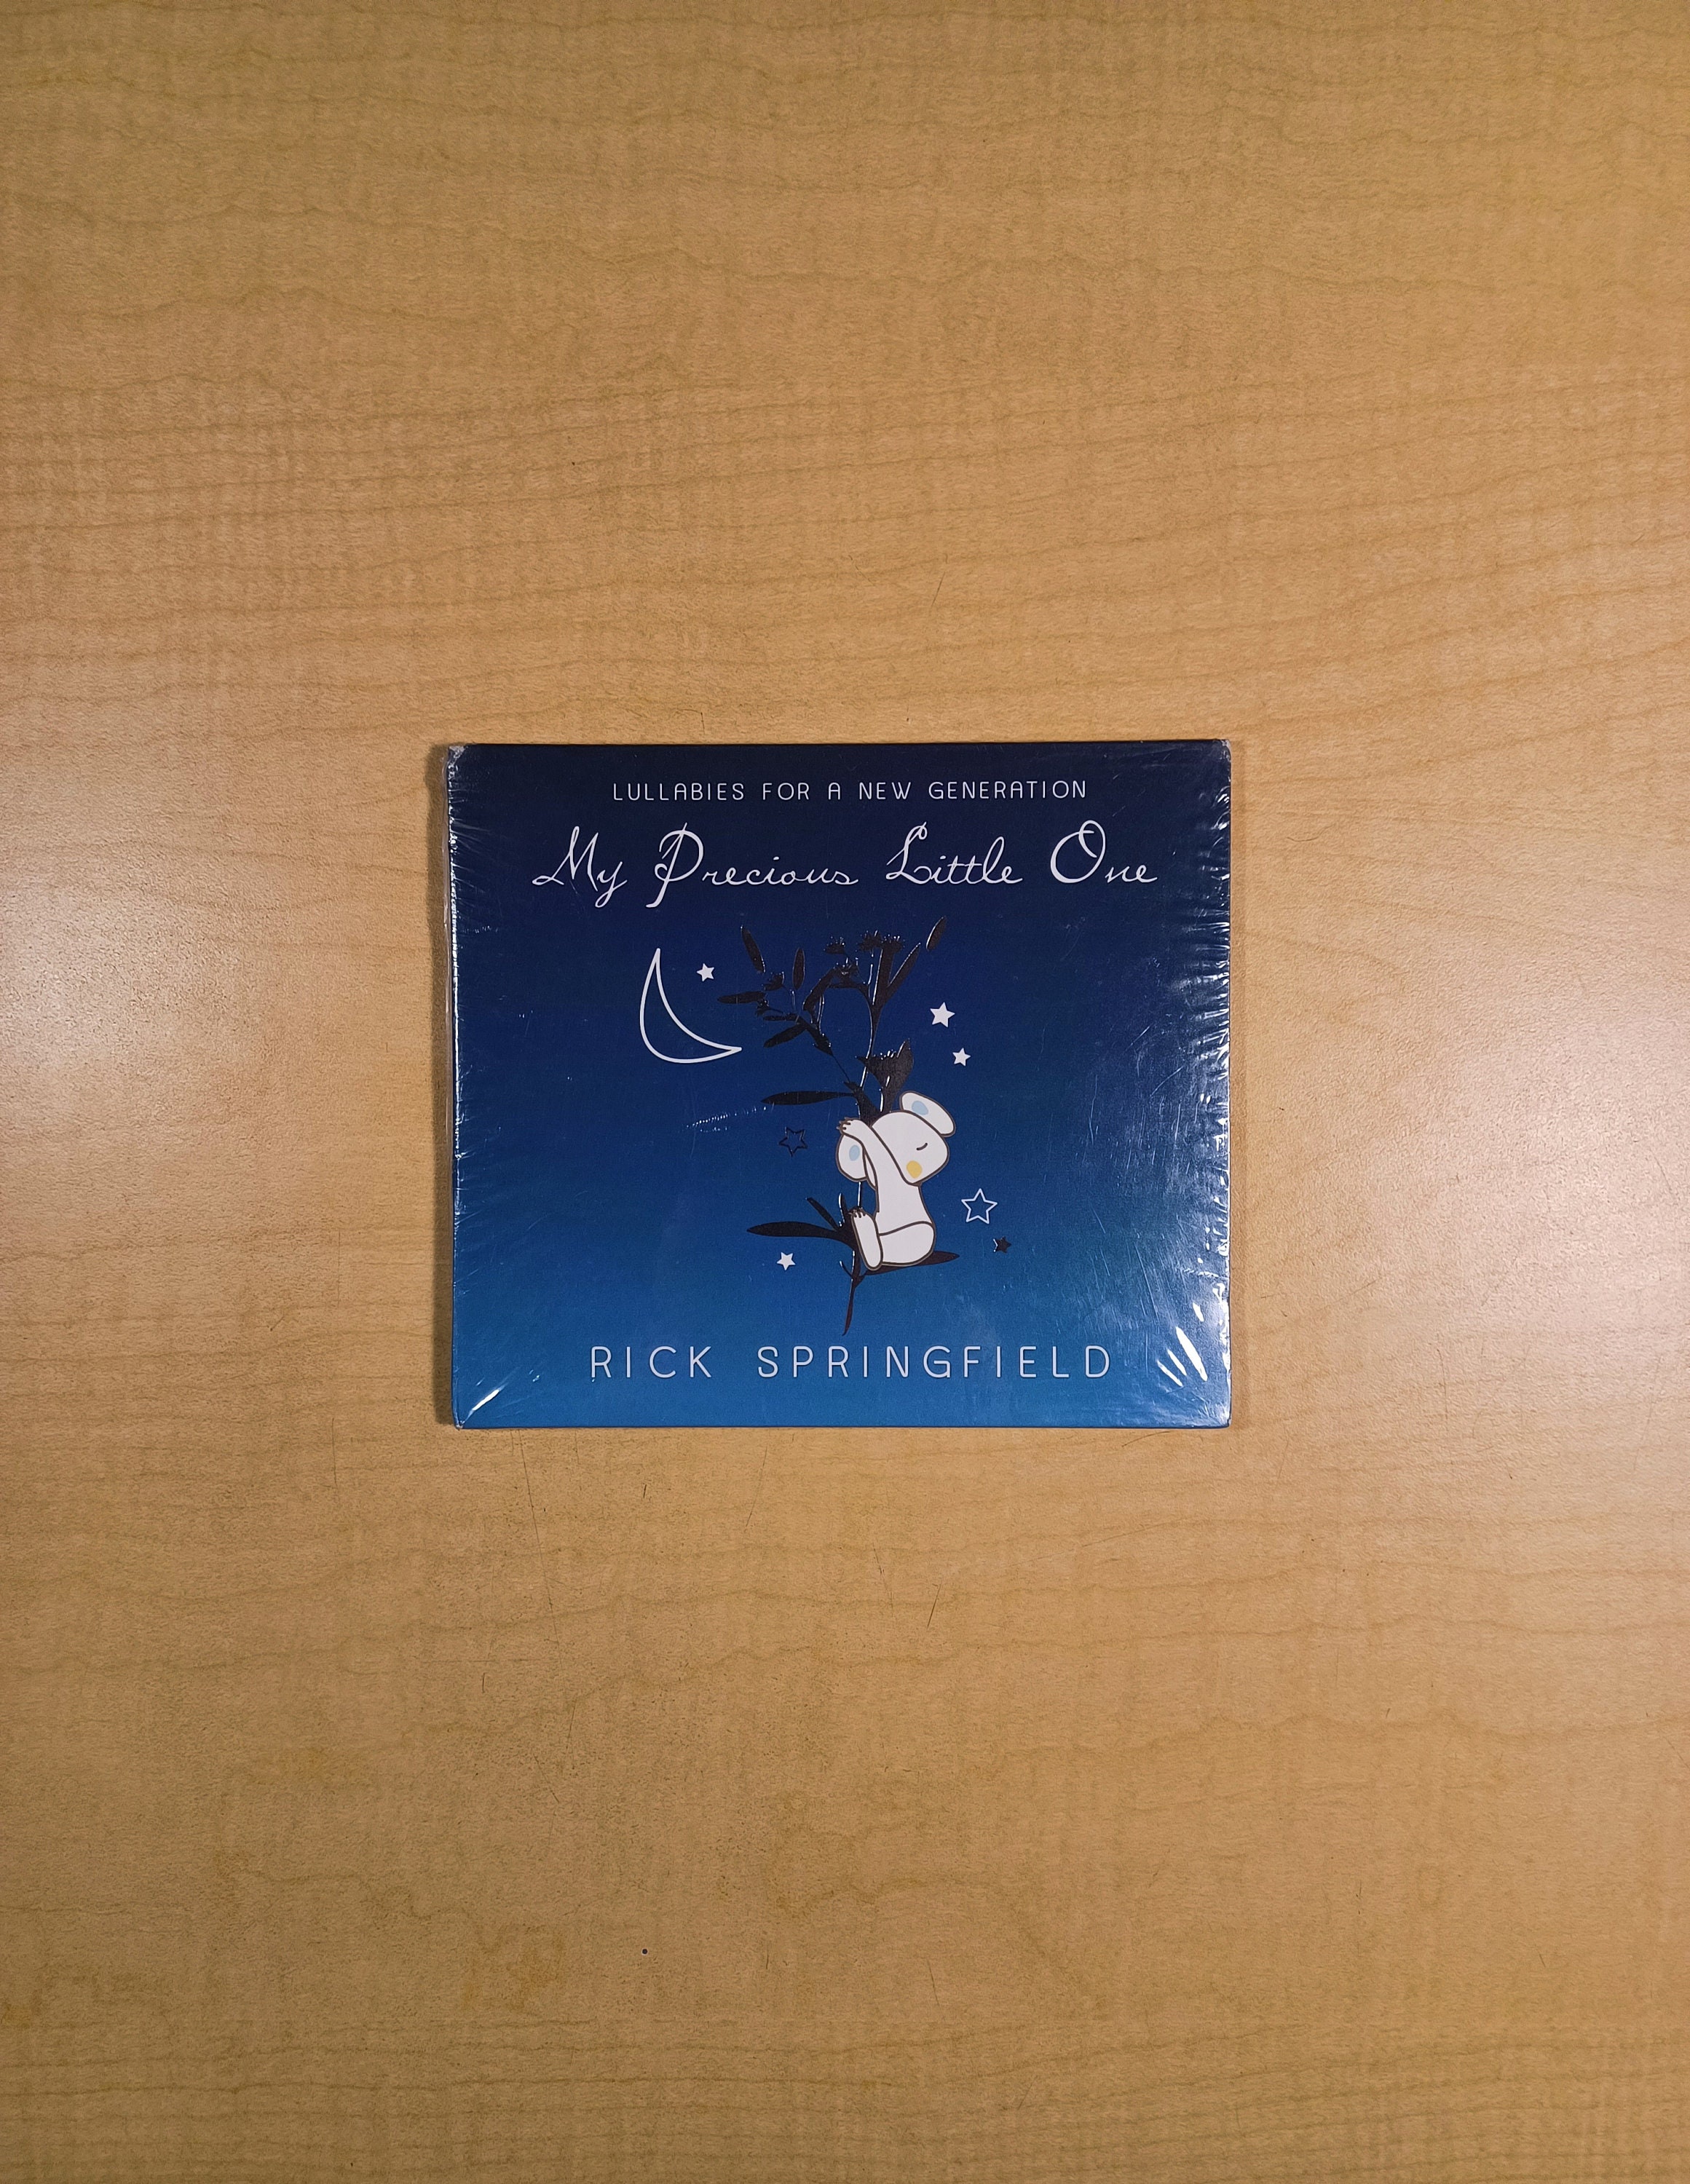 LULLABIES FOR A NEW GENERATION
My Precious Little One
RICK SPRINGFIELD